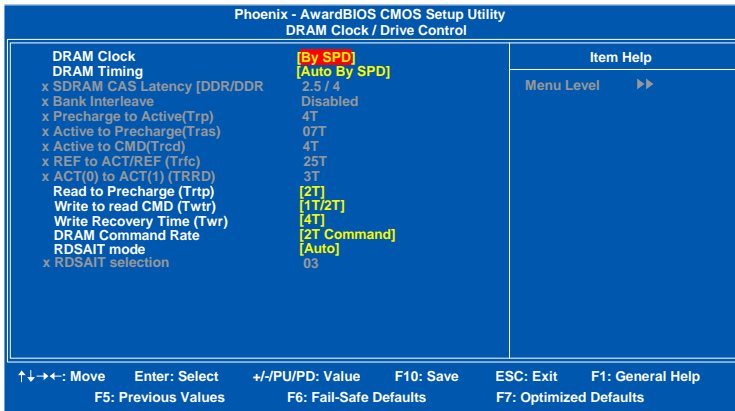 Phoenix - AwardBIOS CMOS Setup Utility
DRAM Clock / Drive Control
DRAM Clock [By SPD]
DRAM Timing [Auto By SPD]
x SDRAM CAS Latency [DDR/DDR 2.5 / 4
x Bank Interleave Disabled
x Precharge to Active(Trp) 4T
x Active to Precharge(Tras) 07T
x Active to CMD(Trcd) 4T
x REF to ACT/REF (Trfc) 25T
x ACT(0) to ACT(1) (TRRD) 3T
Read to Precharge (Trtp) [2T]
Write to read CMD (Twtr) [1T/2T]
Write Recovery Time (Twr) [4T]
DRAM Command Rate [2T Command]
RDSAIT mode [Auto]
x RDSAIT selection 03
Item Help
Menu Level ▶▶
↑↓→←: Move Enter: Select +/-/PU/PD: Value F10: Save ESC: Exit F1: General Help
F5: Previous Values F6: Fail-Safe Defaults F7: Optimized Defaults